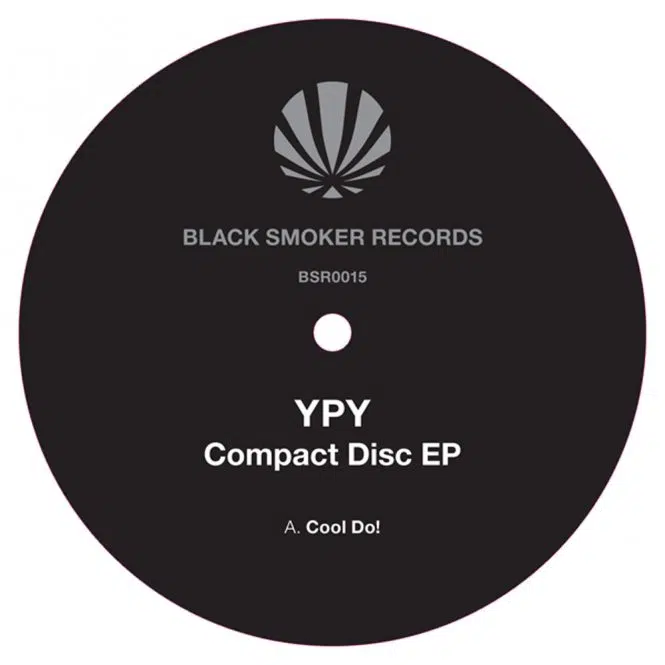 BLACK SMOKER RECORDS
BSR0015
YPY
Compact Disc EP
A. Cool Do!